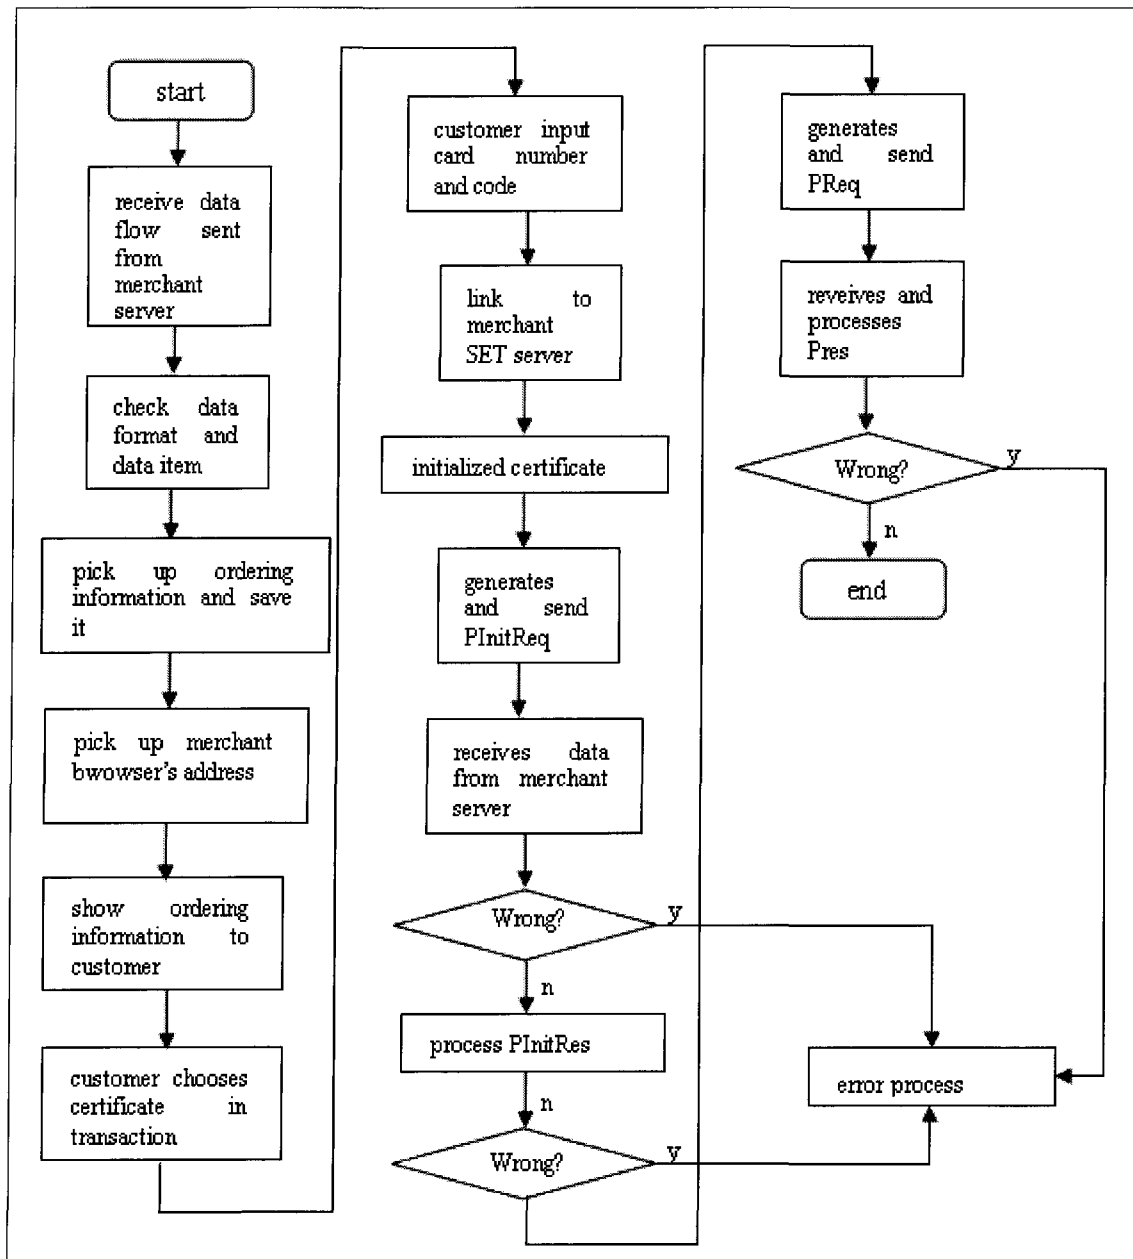 start
receive data
flow sent
from
merchant
server
check data
format and
data item
pick up ordering
information and save
it
pick up merchant
bwowser's address
show ordering
information to
customer
customer chooses
certificate in
transaction
customer input
card number
and code
link to
merchant
SET server
initialized certificate
generates
and send
PInitReq
receives data
from merchant
server
Wrong?
y
n
process PInitRes
n
Wrong?
y
generates
and send
PReq
reveives and
processes
Pres
Wrong?
y
n
end
error process